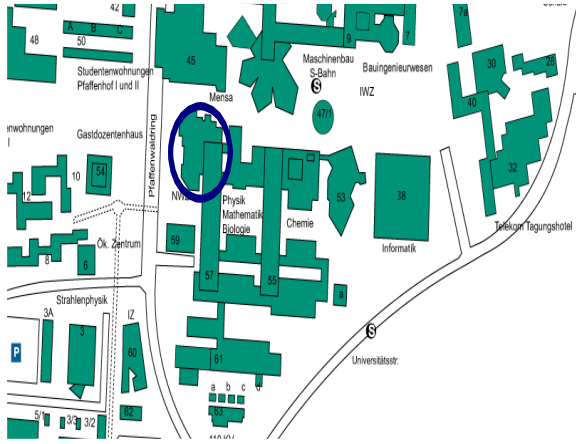 42
7a
A B C
50
48
9
7
Maschinenbau
S-Bahn
S
Bauingenieurwesen
IWZ
30
28
45
Studentenwohnungen
Pfaffenhof I und II
Mensa
47/1
40
Pfaffenwaldring
enwohnungen
I
Gastdozentenhaus
54
10
12
NWZ
53
38
32
Physik
Mathematik
Biologie
Chemie
Telekom Tagungshotel
59
Informatik
Ök. Zentrum
8
6
57
55
a
Strahlenphysik
3A
IZ
3
60
P
S
Universitätsstr.
61
a b c d
5/1
3/3
3/2
62
63
110 KV